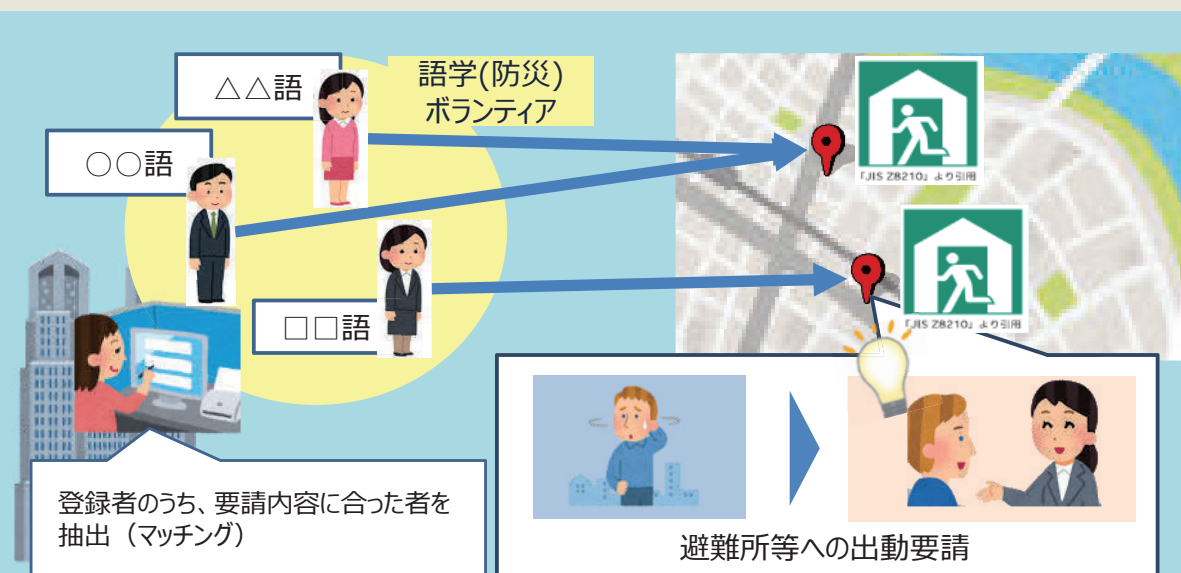 △△語
語学(防災)
ボランティア
○○語
□□語
「JIS Z8210」より引用
「JIS Z8210」より引用
登録者のうち、要請内容に合った者を
抽出（マッチング）
避難所等への出動要請